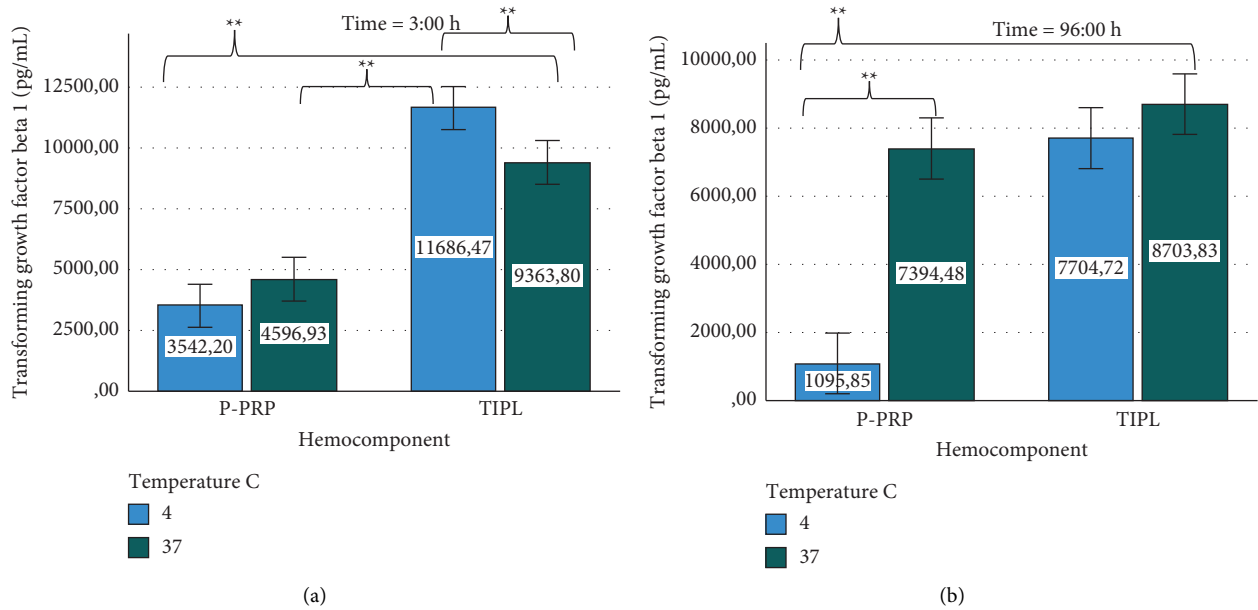 Time = 3:00 h
**
**
**
Transforming growth factor beta 1 (pg/mL)
12500,00
10000,00
7500,00
5000,00
2500,00
,00
3542,20
4596,93
11686,47
9363,80
P-PRP
TIPL
Hemocomponent
Temperature C
4
37
(a)
Time = 96:00 h
**
**
Transforming growth factor beta 1 (pg/mL)
10000,00
8000,00
6000,00
4000,00
2000,00
,00
1095,85
7394,48
7704,72
8703,83
P-PRP
TIPL
Hemocomponent
Temperature C
4
37
(b)